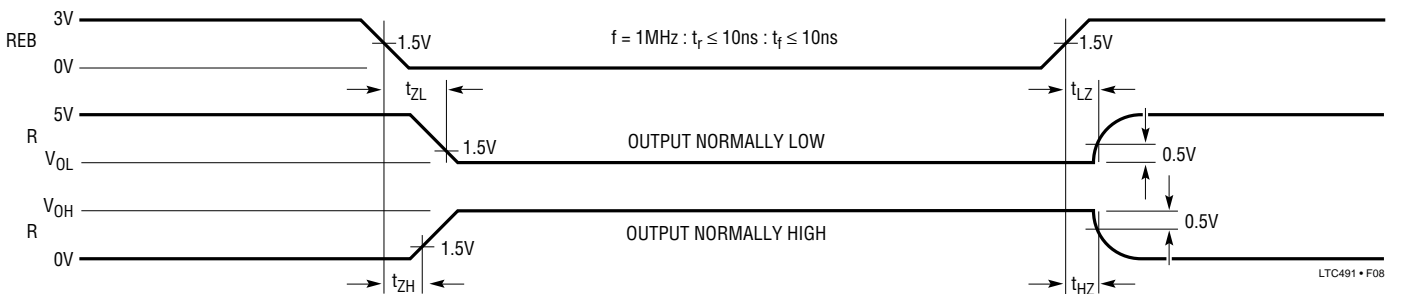 3V
REB
1.5V
f = 1MHz : tr ≤ 10ns : tf ≤ 10ns
1.5V
0V
tZL
tLZ
5V
R
OUTPUT NORMALLY LOW
1.5V
0.5V
VOL
VOH
R
OUTPUT NORMALLY HIGH
0.5V
1.5V
0V
tZH
tHZ
LTC491 • F08